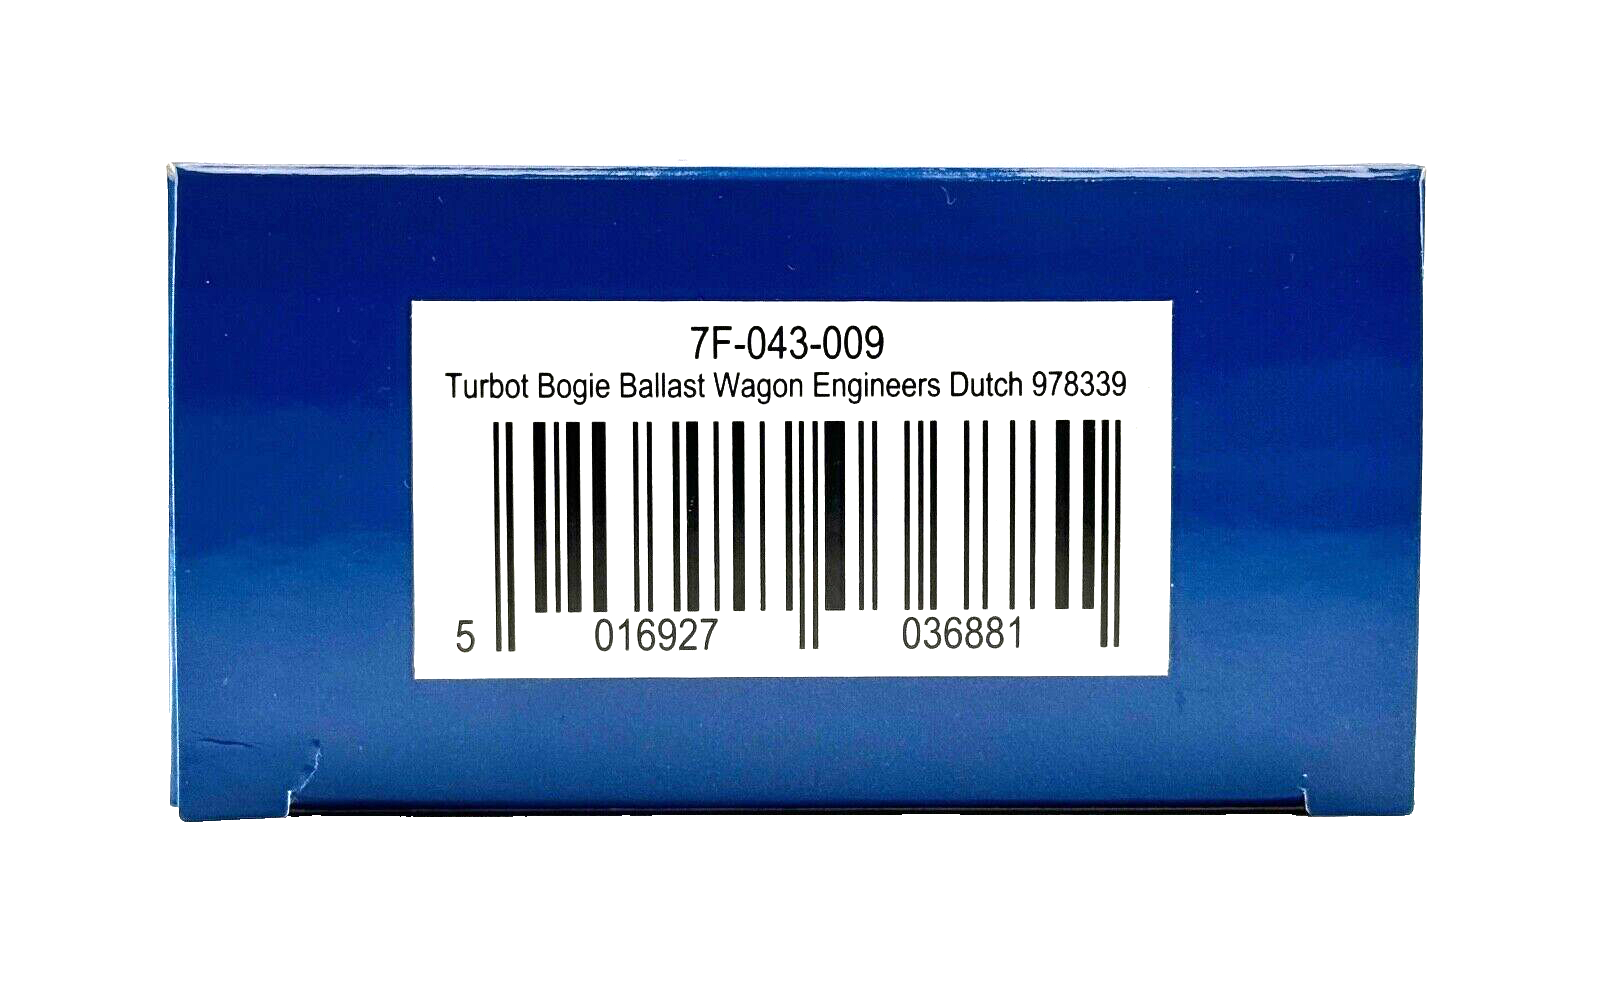 7F-043-009
Turbot Bogie Ballast Wagon Engineers Dutch 978339
5 016927 036881